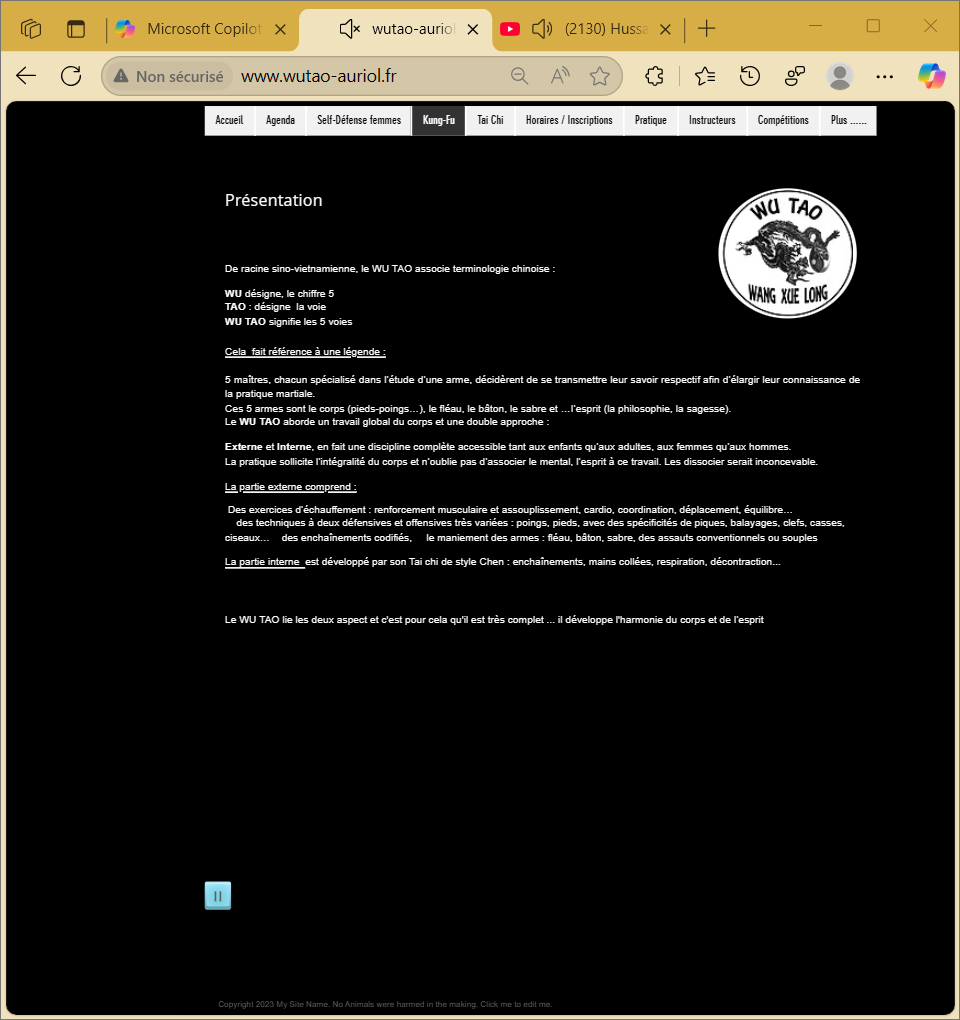 Microsoft Copilot
wutao-auriol
(2130) Hussa
Non sécurisé
www.wutao-auriol.fr
Accueil
Agenda
Self-Défense femmes
Kung-Fu
Tai Chi
Horaires / Inscriptions
Pratique
Instructeurs
Compétitions
Plus ......
Présentation
WU TAO
WANG XUE LONG
De racine sino-vietnamienne, le WU TAO associe terminologie chinoise :
WU désigne, le chiffre 5
TAO : désigne  la voie
WU TAO signifie les 5 voies
Cela  fait référence à une légende :
5 maîtres, chacun spécialisé dans l'étude d'une arme, décidèrent de se transmettre leur savoir respectif afin d'élargir leur connaissance de
la pratique martiale.
Ces 5 armes sont le corps (pieds-poings…), le fléau, le bâton, le sabre et …l'esprit (la philosophie, la sagesse).
Le WU TAO aborde un travail global du corps et une double approche :
Externe et Interne, en fait une discipline complète accessible tant aux enfants qu'aux adultes, aux femmes qu'aux hommes.
La pratique sollicite l'intégralité du corps et n'oublie pas d'associer le mental, l'esprit à ce travail. Les dissocier serait inconcevable.
La partie externe comprend :
Des exercices d'échauffement : renforcement musculaire et assouplissement, cardio, coordination, déplacement, équilibre…
des techniques à deux défensives et offensives très variées : poings, pieds, avec des spécificités de piques, balayages, clefs, casses,
ciseaux…    des enchaînements codifiés,     le maniement des armes : fléau, bâton, sabre, des assauts conventionnels ou souples
La partie interne  est développé par son Tai chi de style Chen : enchaînements, mains collées, respiration, décontraction...
Le WU TAO lie les deux aspect et c'est pour cela qu'il est très complet ... il développe l'harmonie du corps et de l'esprit
Copyright 2023 My Site Name. No Animals were harmed in the making. Click me to edit me.